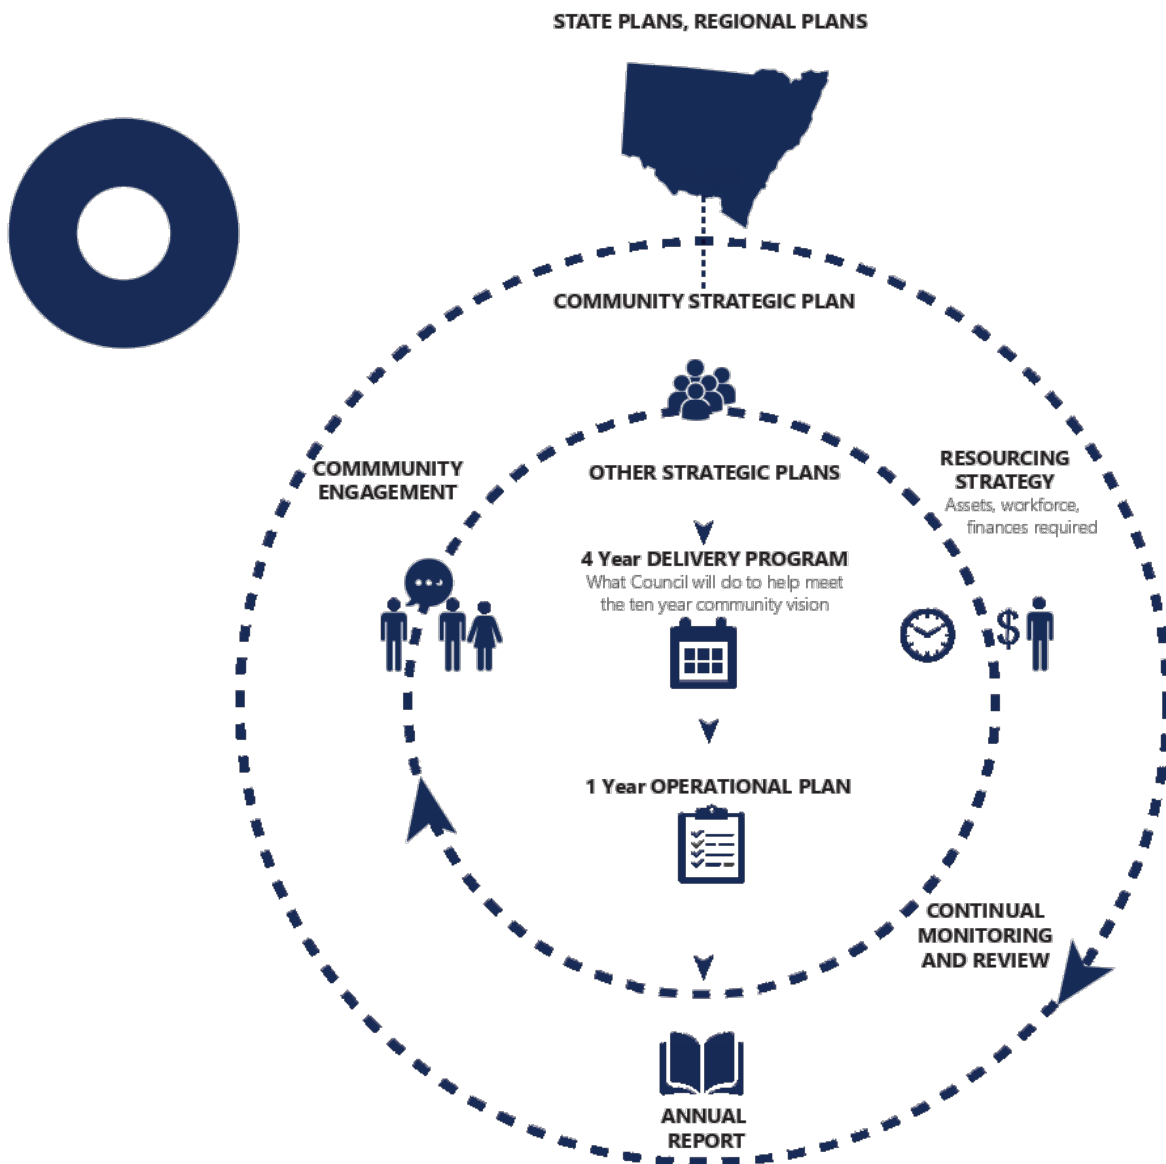 STATE PLANS, REGIONAL PLANS
COMMUNITY STRATEGIC PLAN
COMMMUNITY
ENGAGEMENT
OTHER STRATEGIC PLANS
RESOURCING
STRATEGY
Assets, workforce,
finances required
4 Year DELIVERY PROGRAM
What Council will do to help meet
the ten year community vision
$
1 Year OPERATIONAL PLAN
CONTINUAL
MONITORING
AND REVIEW
ANNUAL
REPORT